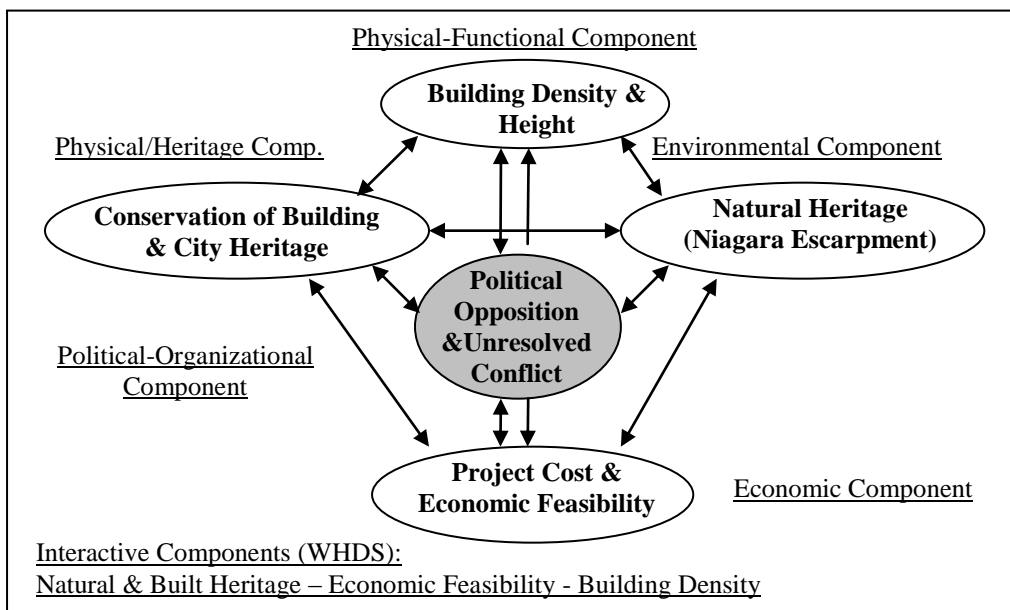 Physical-Functional Component
Building Density &
Height
Physical/Heritage Comp.
Environmental Component
Conservation of Building
& City Heritage
Natural Heritage
(Niagara Escarpment)
Political
Opposition
&Unresolved
Conflict
Political-Organizational
Component
Project Cost &
Economic Feasibility
Economic Component
Interactive Components (WHDS):
Natural & Built Heritage – Economic Feasibility - Building Density